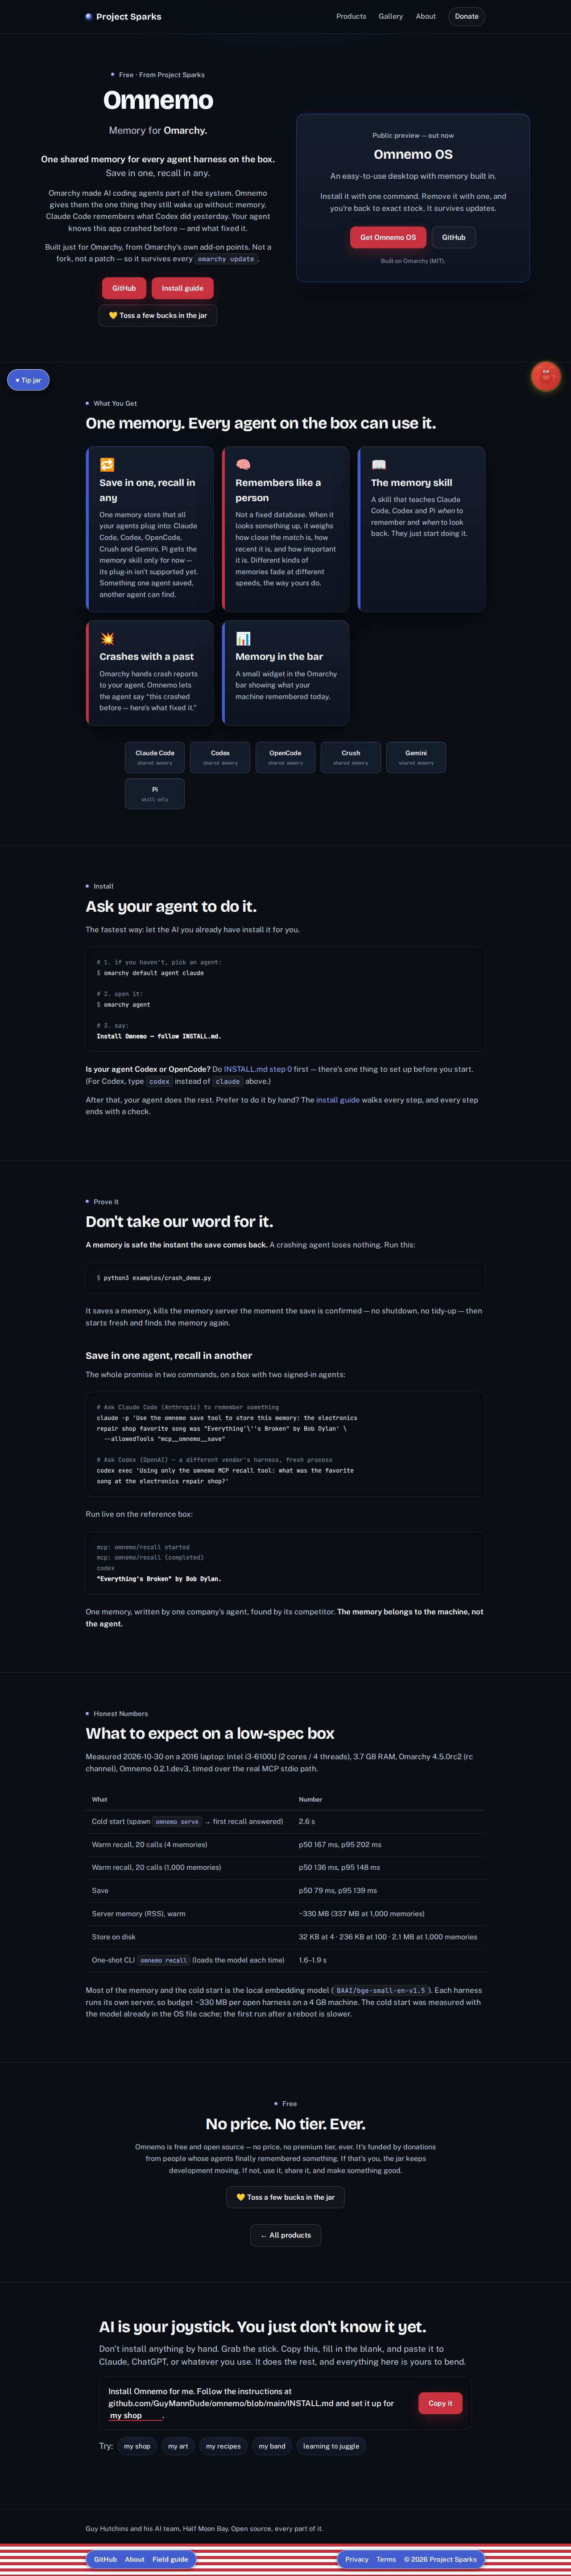 Project Sparks
Products
Gallery
About
Donate
Free · From Project Sparks
Omnemo
Memory for Omarchy.
One shared memory for every agent harness on the box.
Save in one, recall in any.
Omarchy made AI coding agents part of the system. Omnemo
gives them the one thing they still wake up without: memory.
Claude Code remembers what Codex did yesterday. Your agent
knows this app crashed before — and what fixed it.
Built just for Omarchy, from Omarchy's own add-on points. Not a
fork, not a patch — so it survives every omarchy update.
GitHub
Install guide
💛 Toss a few bucks in the jar
Public preview — out now
Omnemo OS
An easy-to-use desktop with memory built in.
Install it with one command. Remove it with one, and
you're back to exact stock. It survives updates.
Get Omnemo OS
GitHub
Built on Omarchy (MIT).
♥ Tip jar
What You Get
One memory. Every agent on the box can use it.
Save in one, recall in
any
One memory store that all
your agents plug into: Claude
Code, Codex, OpenCode,
Crush and Gemini. Pi gets the
memory skill only for now —
its plug-in isn't supported yet.
Something one agent saved,
another agent can find.
Remembers like a
person
Not a fixed database. When it
looks something up, it weighs
how close the match is, how
recent it is, and how important
it is. Different kinds of
memories fade at different
speeds, the way yours do.
The memory skill
A skill that teaches Claude
Code, Codex and Pi when to
remember and when to look
back. They just start doing it.
Crashes with a past
Omarchy hands crash reports
to your agent. Omnemo lets
the agent say "this crashed
before — here's what fixed it."
Memory in the bar
A small widget in the Omarchy
bar showing what your
machine remembered today.
Claude Code
shared memory
Codex
shared memory
OpenCode
shared memory
Crush
shared memory
Gemini
shared memory
Pi
skill only
Install
Ask your agent to do it.
The fastest way: let the AI you already have install it for you.
# 1. if you haven't, pick an agent:
$ omarchy default agent claude
# 2. open it:
$ omarchy agent
# 3. say:
Install Omnemo — follow INSTALL.md.
Is your agent Codex or OpenCode? Do INSTALL.md step 0 first — there's one thing to set up before you start.
(For Codex, type codex instead of claude above.)
After that, your agent does the rest. Prefer to do it by hand? The install guide walks every step, and every step
ends with a check.
Prove It
Don't take our word for it.
A memory is safe the instant the save comes back. A crashing agent loses nothing. Run this:
$ python3 examples/crash_demo.py
It saves a memory, kills the memory server the moment the save is confirmed — no shutdown, no tidy-up — then
starts fresh and finds the memory again.
Save in one agent, recall in another
The whole promise in two commands, on a box with two signed-in agents:
# Ask Claude Code (Anthropic) to remember something
claude -p 'Use the omnemo save tool to store this memory: the electronics
repair shop favorite song was "Everything'\''s Broken" by Bob Dylan' \
--allowedTools "mcp__omnemo__save"
# Ask Codex (OpenAI) — a different vendor's harness, fresh process
codex exec 'Using only the omnemo MCP recall tool: what was the favorite
song at the electronics repair shop?'
Run live on the reference box:
mcp: omnemo/recall started
mcp: omnemo/recall (completed)
codex
"Everything's Broken" by Bob Dylan.
One memory, written by one company's agent, found by its competitor. The memory belongs to the machine, not
the agent.
Honest Numbers
What to expect on a low-spec box
Measured 2026-10-30 on a 2016 laptop: Intel i3-6100U (2 cores / 4 threads), 3.7 GB RAM, Omarchy 4.5.0rc2 (rc
channel), Omnemo 0.2.1.dev3, timed over the real MCP stdio path.
What
Number
Cold start (spawn omnemo serve → first recall answered)
2.6 s
Warm recall, 20 calls (4 memories)
p50 167 ms, p95 202 ms
Warm recall, 20 calls (1,000 memories)
p50 136 ms, p95 148 ms
Save
p50 79 ms, p95 139 ms
Server memory (RSS), warm
~330 MB (337 MB at 1,000 memories)
Store on disk
32 KB at 4 · 236 KB at 100 · 2.1 MB at 1,000 memories
One-shot CLI omnemo recall (loads the model each time)
1.6–1.9 s
Most of the memory and the cold start is the local embedding model (BAAI/bge-small-en-v1.5). Each harness
runs its own server, so budget ~330 MB per open harness on a 4 GB machine. The cold start was measured with
the model already in the OS file cache; the first run after a reboot is slower.
Free
No price. No tier. Ever.
Omnemo is free and open source — no price, no premium tier, ever. It's funded by donations
from people whose agents finally remembered something. If that's you, the jar keeps
development moving. If not, use it, share it, and make something good.
💛 Toss a few bucks in the jar
← All products
AI is your joystick. You just don't know it yet.
Don't install anything by hand. Grab the stick. Copy this, fill in the blank, and paste it to
Claude, ChatGPT, or whatever you use. It does the rest, and everything here is yours to bend.
Install Omnemo for me. Follow the instructions at
github.com/GuyMannDude/omnemo/blob/main/INSTALL.md and set it up for
my shop.
Copy it
Try:
my shop
my art
my recipes
my band
learning to juggle
Guy Hutchins and his AI team, Half Moon Bay. Open source, every part of it.
GitHub
About
Field guide
Privacy
Terms
© 2026 Project Sparks